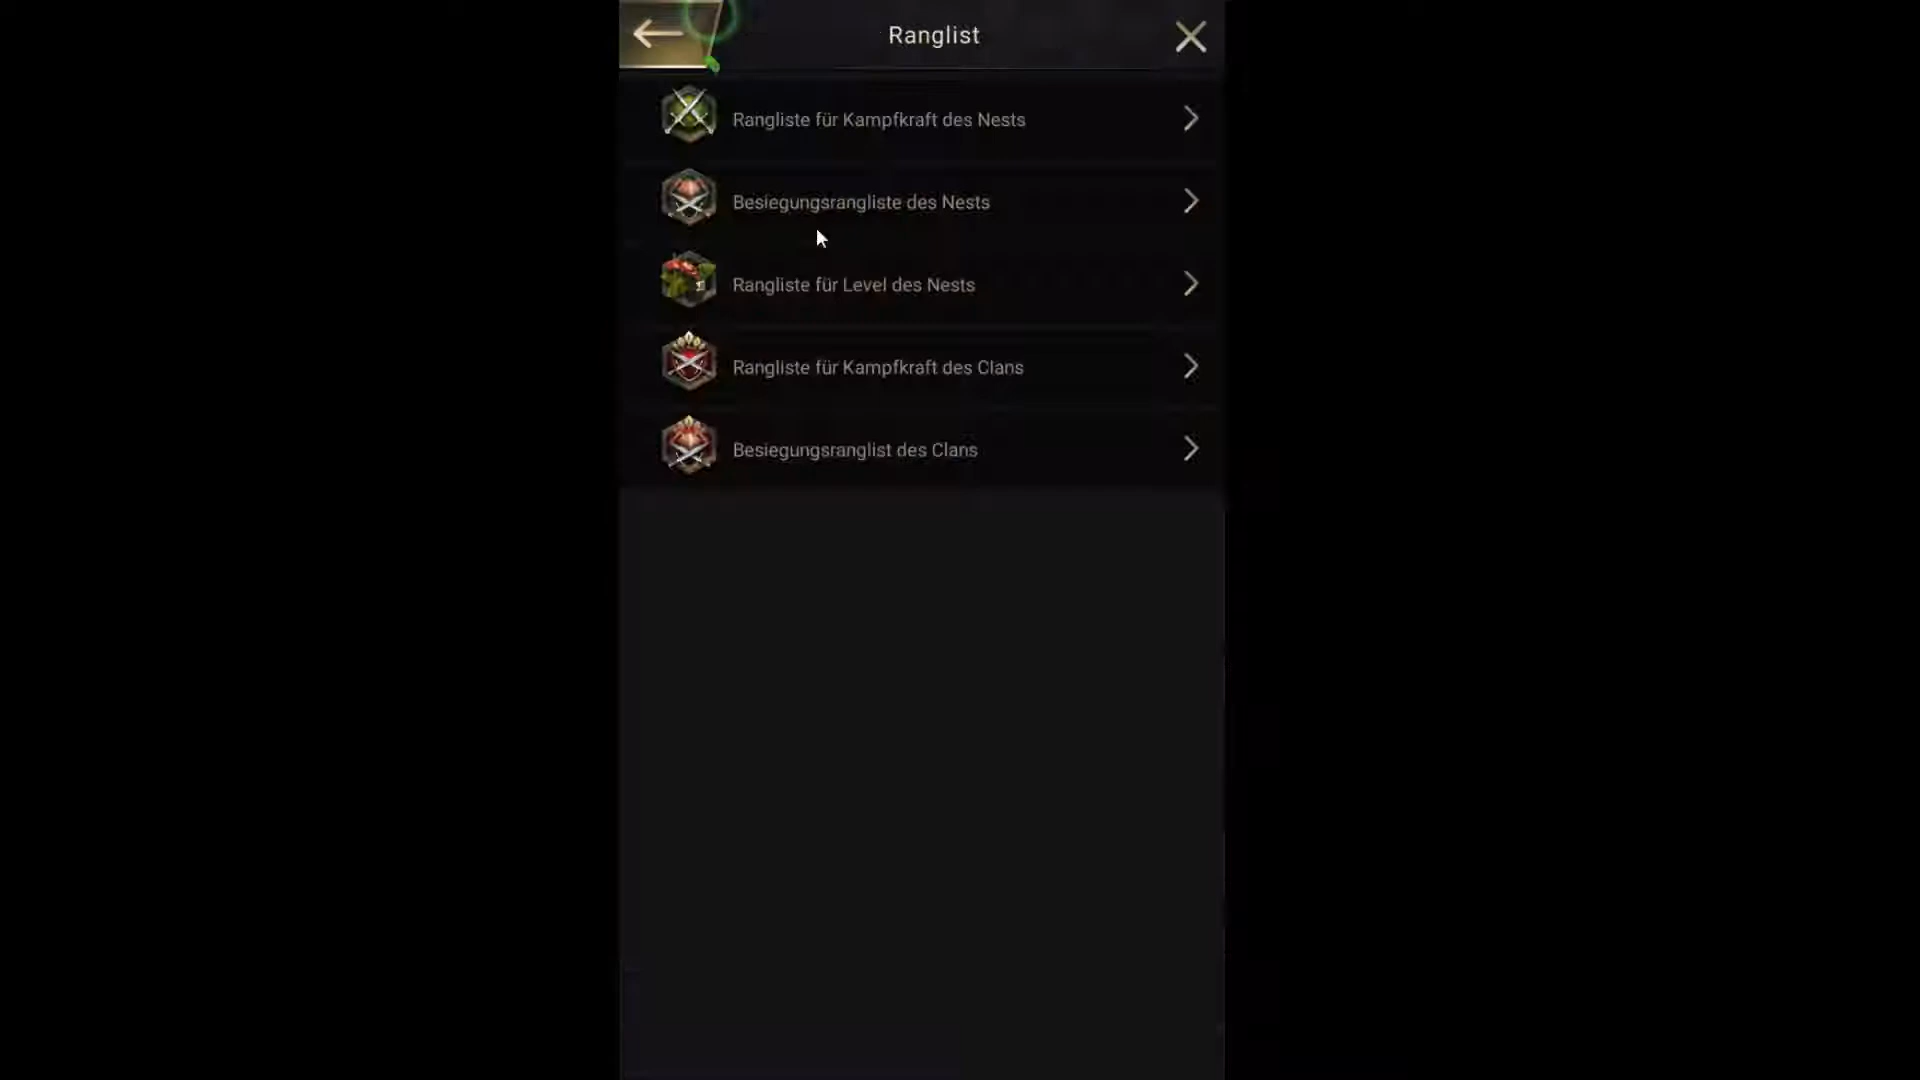 Ranglist
Rangliste für Kampfkraft des Nests
Besiegungsrangliste des Nests
Rangliste für Level des Nests
Rangliste für Kampfkraft des Clans
Besiegungsranglist des Clans